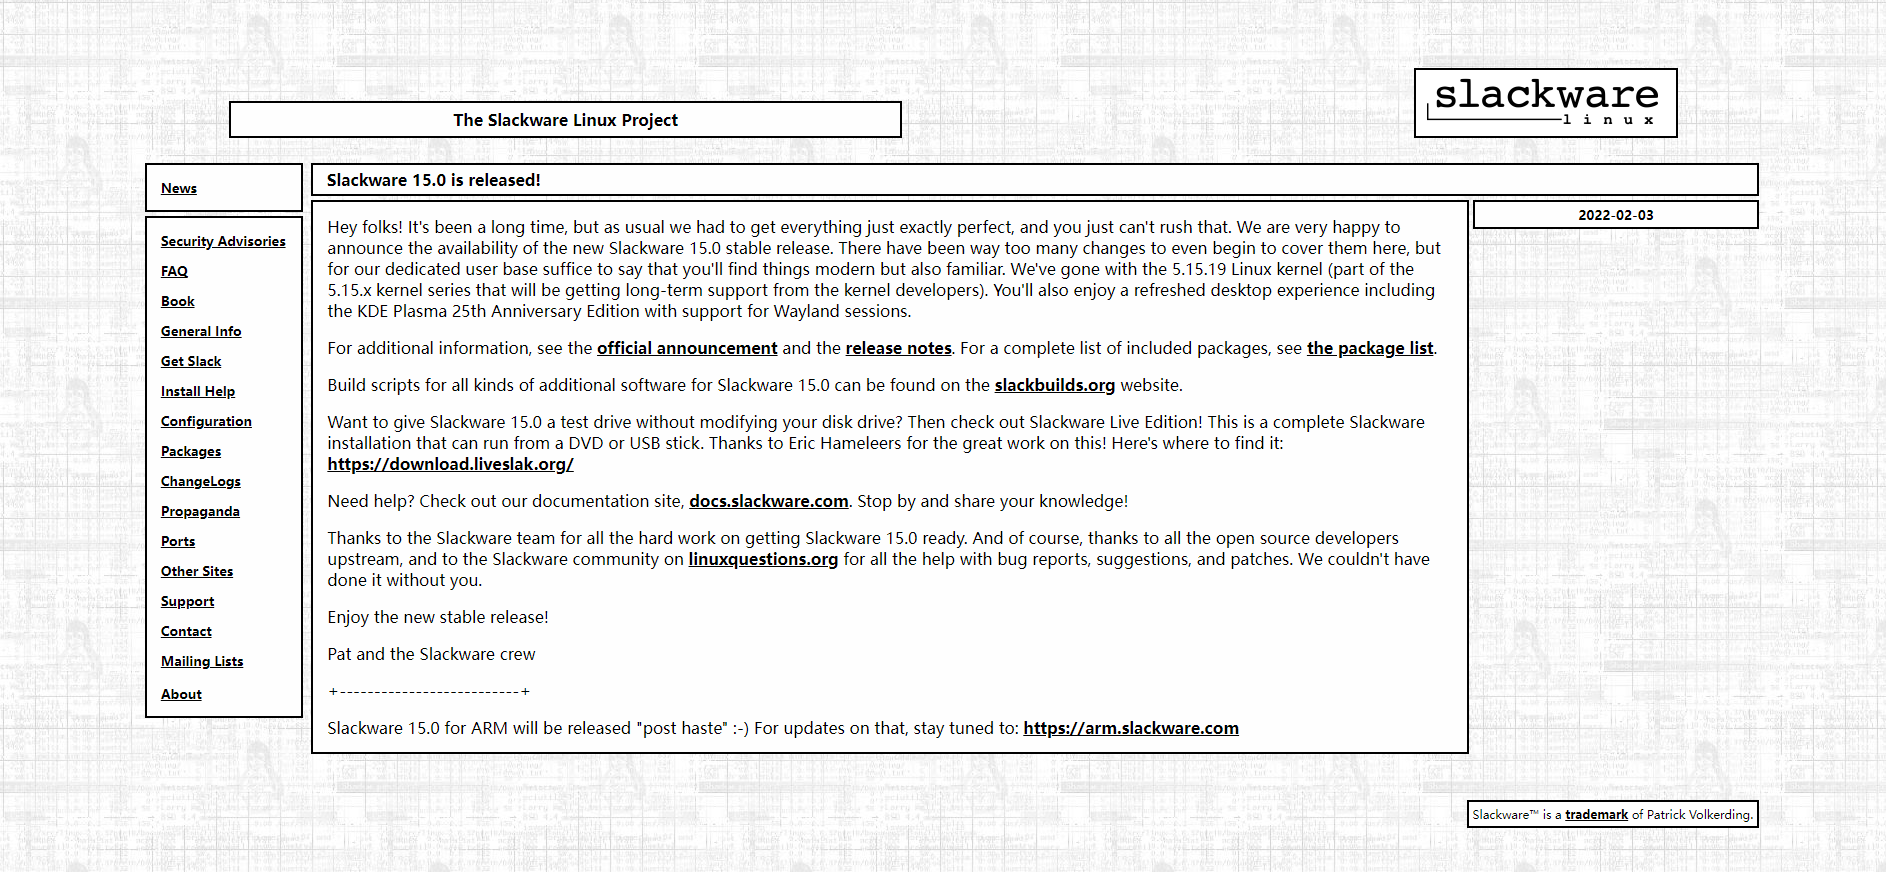 slackware
linux
The Slackware Linux Project
News
Security Advisories
FAQ
Book
General Info
Get Slack
Install Help
Configuration
Packages
ChangeLogs
Propaganda
Ports
Other Sites
Support
Contact
Mailing Lists
About
Slackware 15.0 is released!
2022-02-03
Hey folks! It's been a long time, but as usual we had to get everything just exactly perfect, and you just can't rush that. We are very happy to
announce the availability of the new Slackware 15.0 stable release. There have been way too many changes to even begin to cover them here, but
for our dedicated user base suffice to say that you'll find things modern but also familiar. We've gone with the 5.15.19 Linux kernel (part of the
5.15.x kernel series that will be getting long-term support from the kernel developers). You'll also enjoy a refreshed desktop experience including
the KDE Plasma 25th Anniversary Edition with support for Wayland sessions.
For additional information, see the official announcement and the release notes. For a complete list of included packages, see the package list.
Build scripts for all kinds of additional software for Slackware 15.0 can be found on the slackbuilds.org website.
Want to give Slackware 15.0 a test drive without modifying your disk drive? Then check out Slackware Live Edition! This is a complete Slackware
installation that can run from a DVD or USB stick. Thanks to Eric Hameleers for the great work on this! Here's where to find it:
https://download.liveslak.org/
Need help? Check out our documentation site, docs.slackware.com. Stop by and share your knowledge!
Thanks to the Slackware team for all the hard work on getting Slackware 15.0 ready. And of course, thanks to all the open source developers
upstream, and to the Slackware community on linuxquestions.org for all the help with bug reports, suggestions, and patches. We couldn't have
done it without you.
Enjoy the new stable release!
Pat and the Slackware crew
+--------------------------+
Slackware 15.0 for ARM will be released "post haste" :-) For updates on that, stay tuned to: https://arm.slackware.com
Slackware™ is a trademark of Patrick Volkerding.